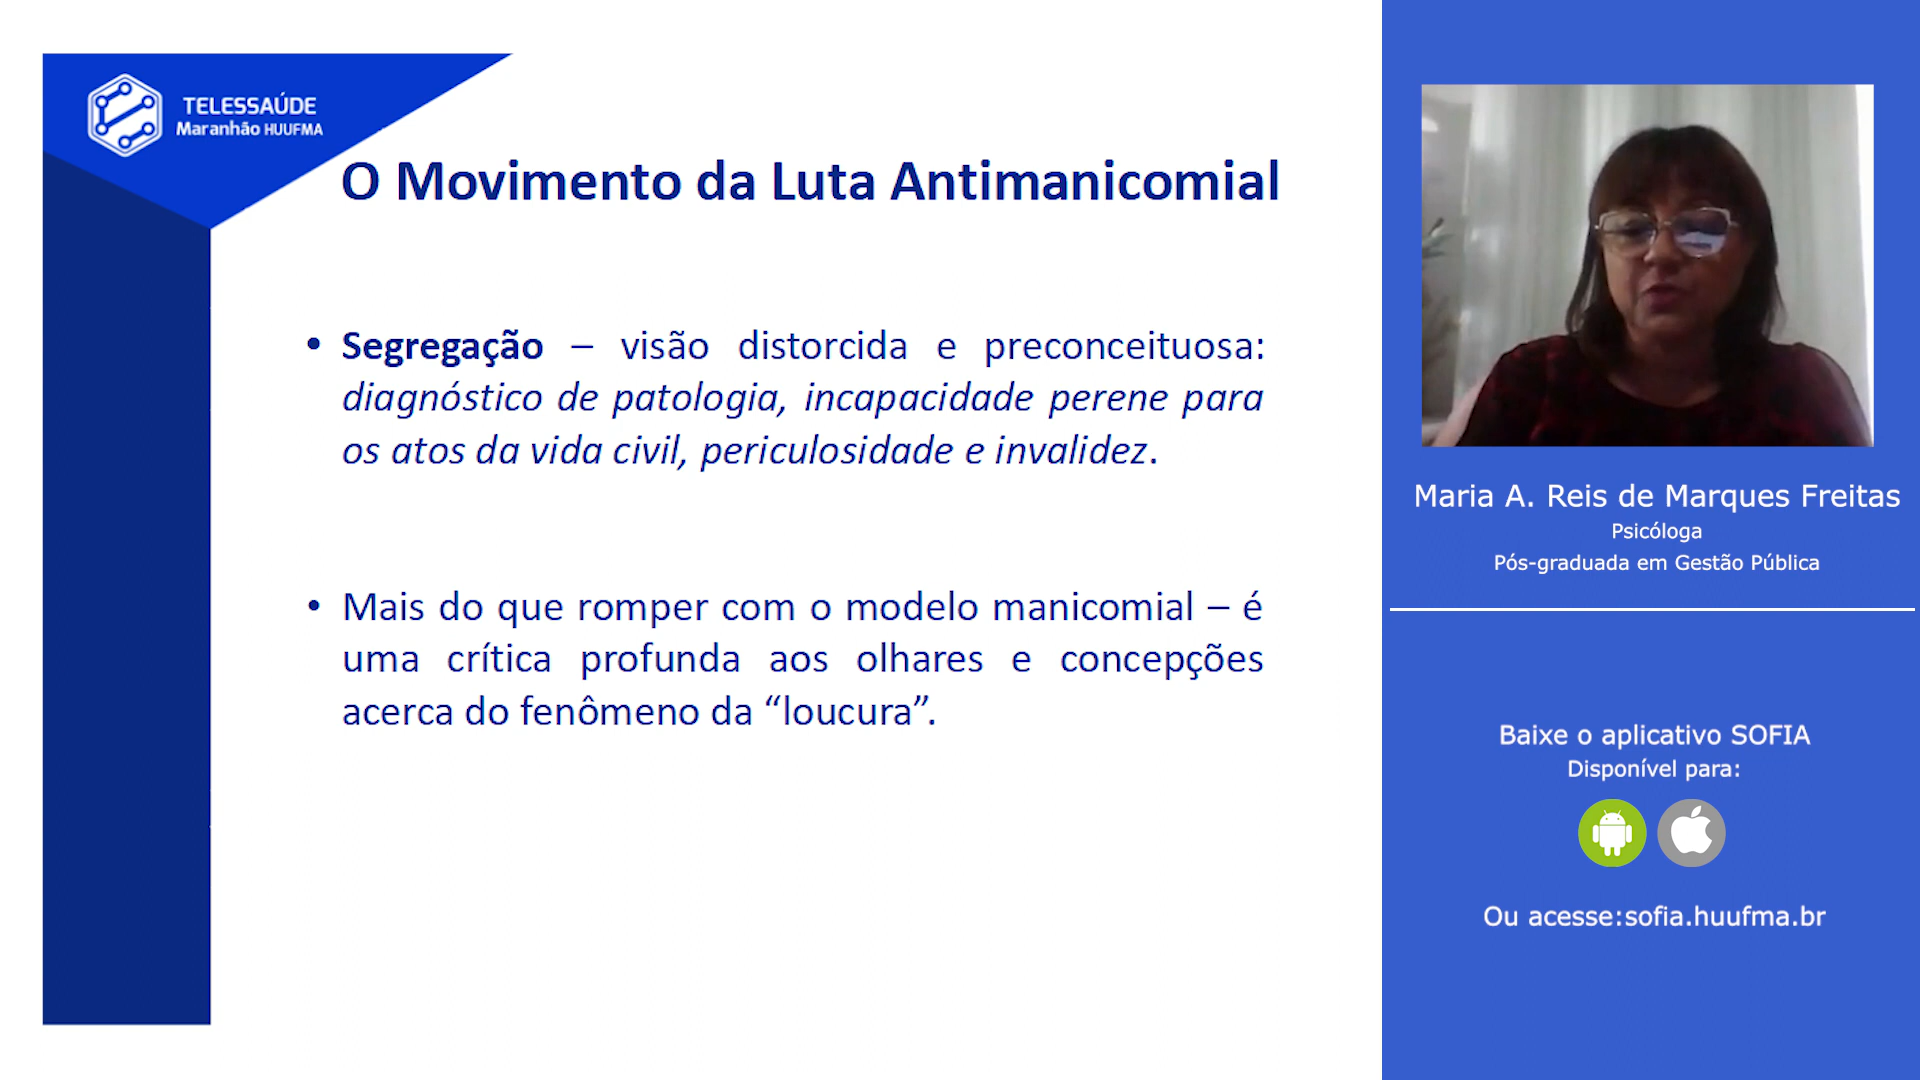 TELESSAÚDE
Maranhão HUUFMA
O Movimento da Luta Antimanicomial
• Segregação – visão distorcida e preconceituosa:
diagnóstico de patologia, incapacidade perene para
os atos da vida civil, periculosidade e invalidez.
• Mais do que romper com o modelo manicomial – é
uma crítica profunda aos olhares e concepções
acerca do fenômeno da “loucura”.
Maria A. Reis de Marques Freitas
Psicóloga
Pós-graduada em Gestão Pública
Baixe o aplicativo SOFIA
Disponível para:
Ou acesse:sofia.huufma.br